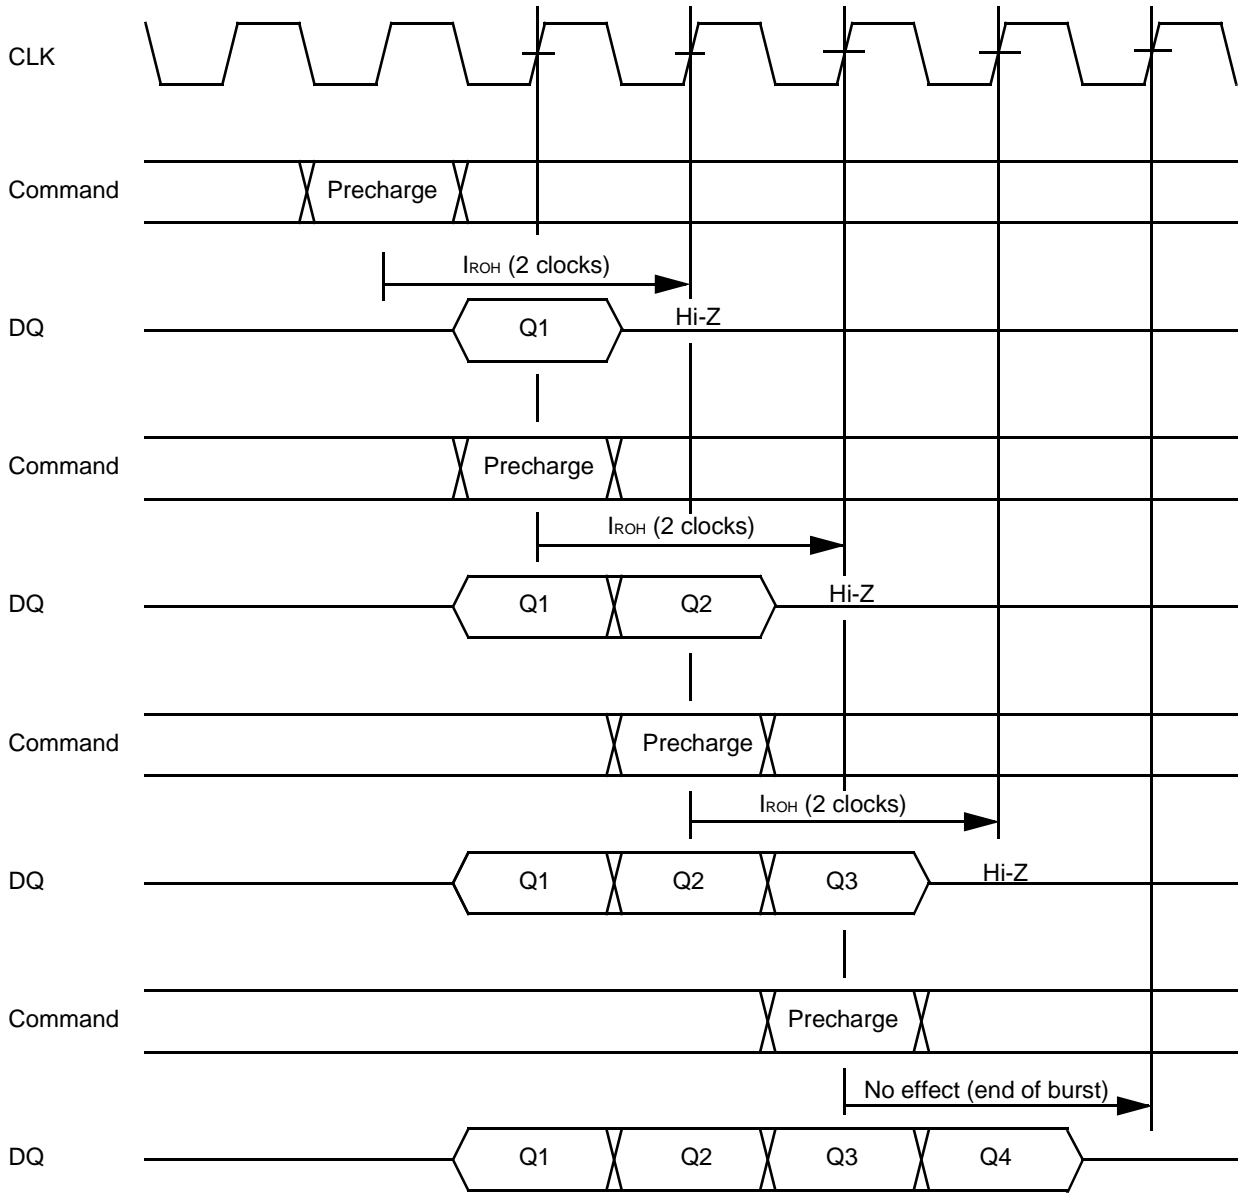 CLK
Command Precharge
IROH (2 clocks)
DQ Q1 Hi-Z
Command Precharge
IROH (2 clocks)
DQ Q1 Q2 Hi-Z
Command Precharge
IROH (2 clocks)
DQ Q1 Q2 Q3 Hi-Z
Command Precharge
No effect (end of burst)
DQ Q1 Q2 Q3 Q4